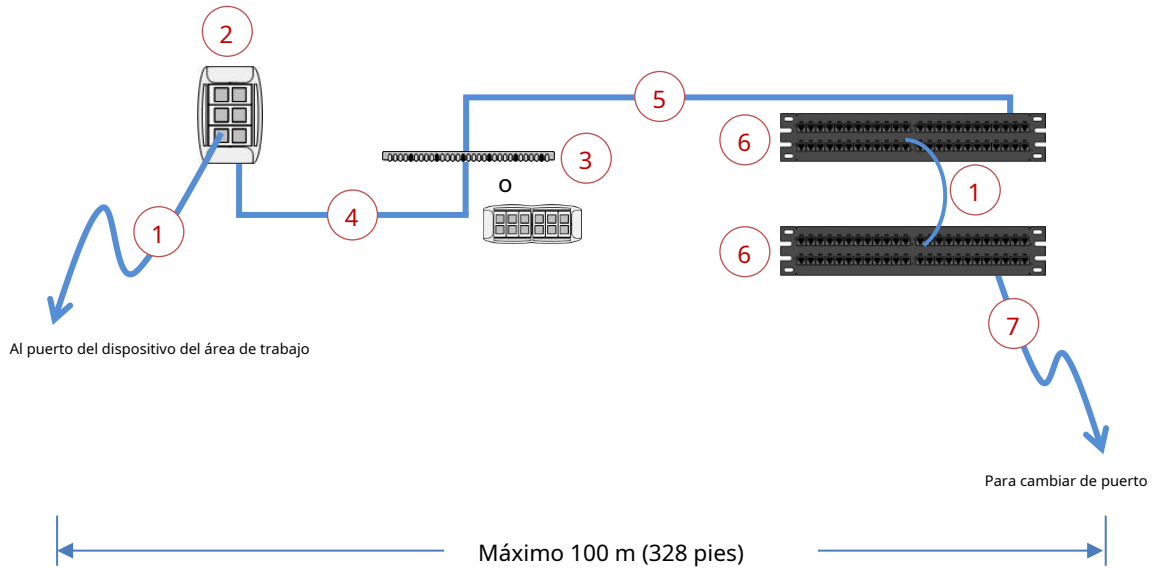 2
5
6
3
o
1
1
4
6
7
Al puerto del dispositivo del área de trabajo
Para cambiar de puerto
Máximo 100 m (328 pies)